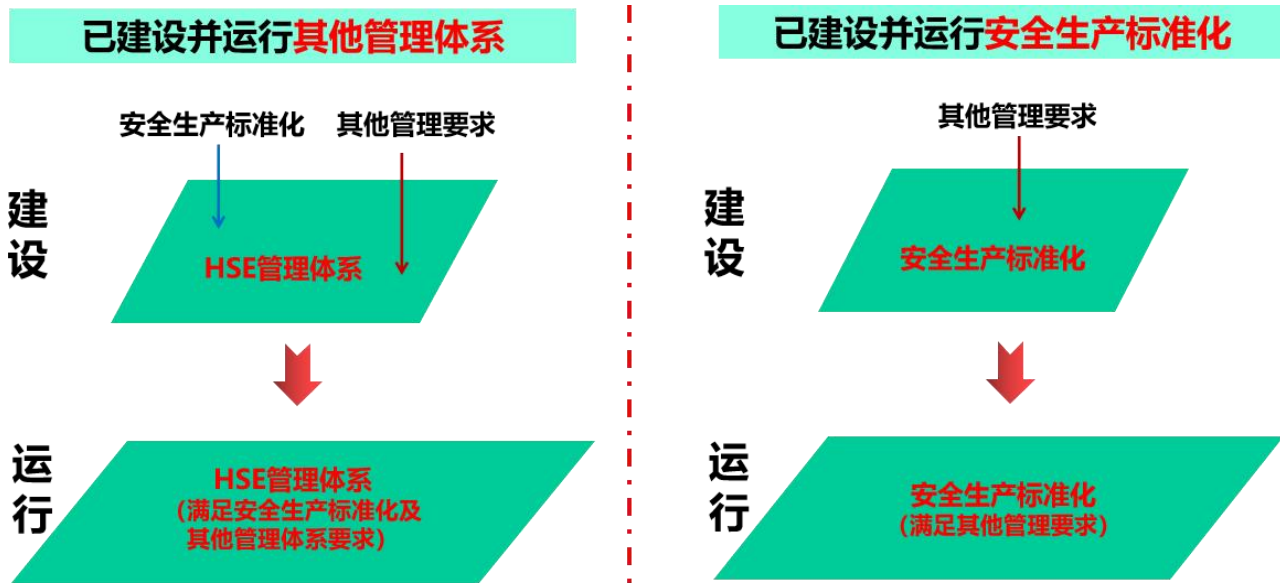 已建设并运行其他管理体系
安全生产标准化 其他管理要求
建设
HSE管理体系
运行
HSE管理体系
（满足安全生产标准化及
其他管理体系要求）
已建设并运行安全生产标准化
其他管理要求
建设
安全生产标准化
运行
安全生产标准化
（满足其他管理要求）